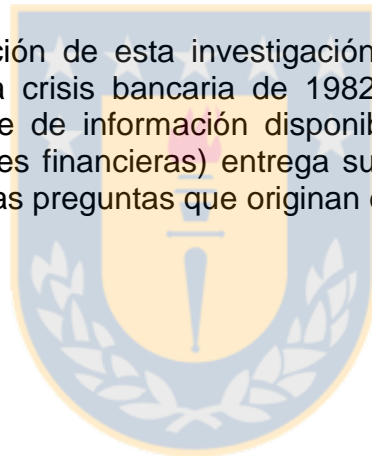 ción de esta investigación
a crisis bancaria de 1982
e de información disponib
es financieras) entrega su
as preguntas que originan